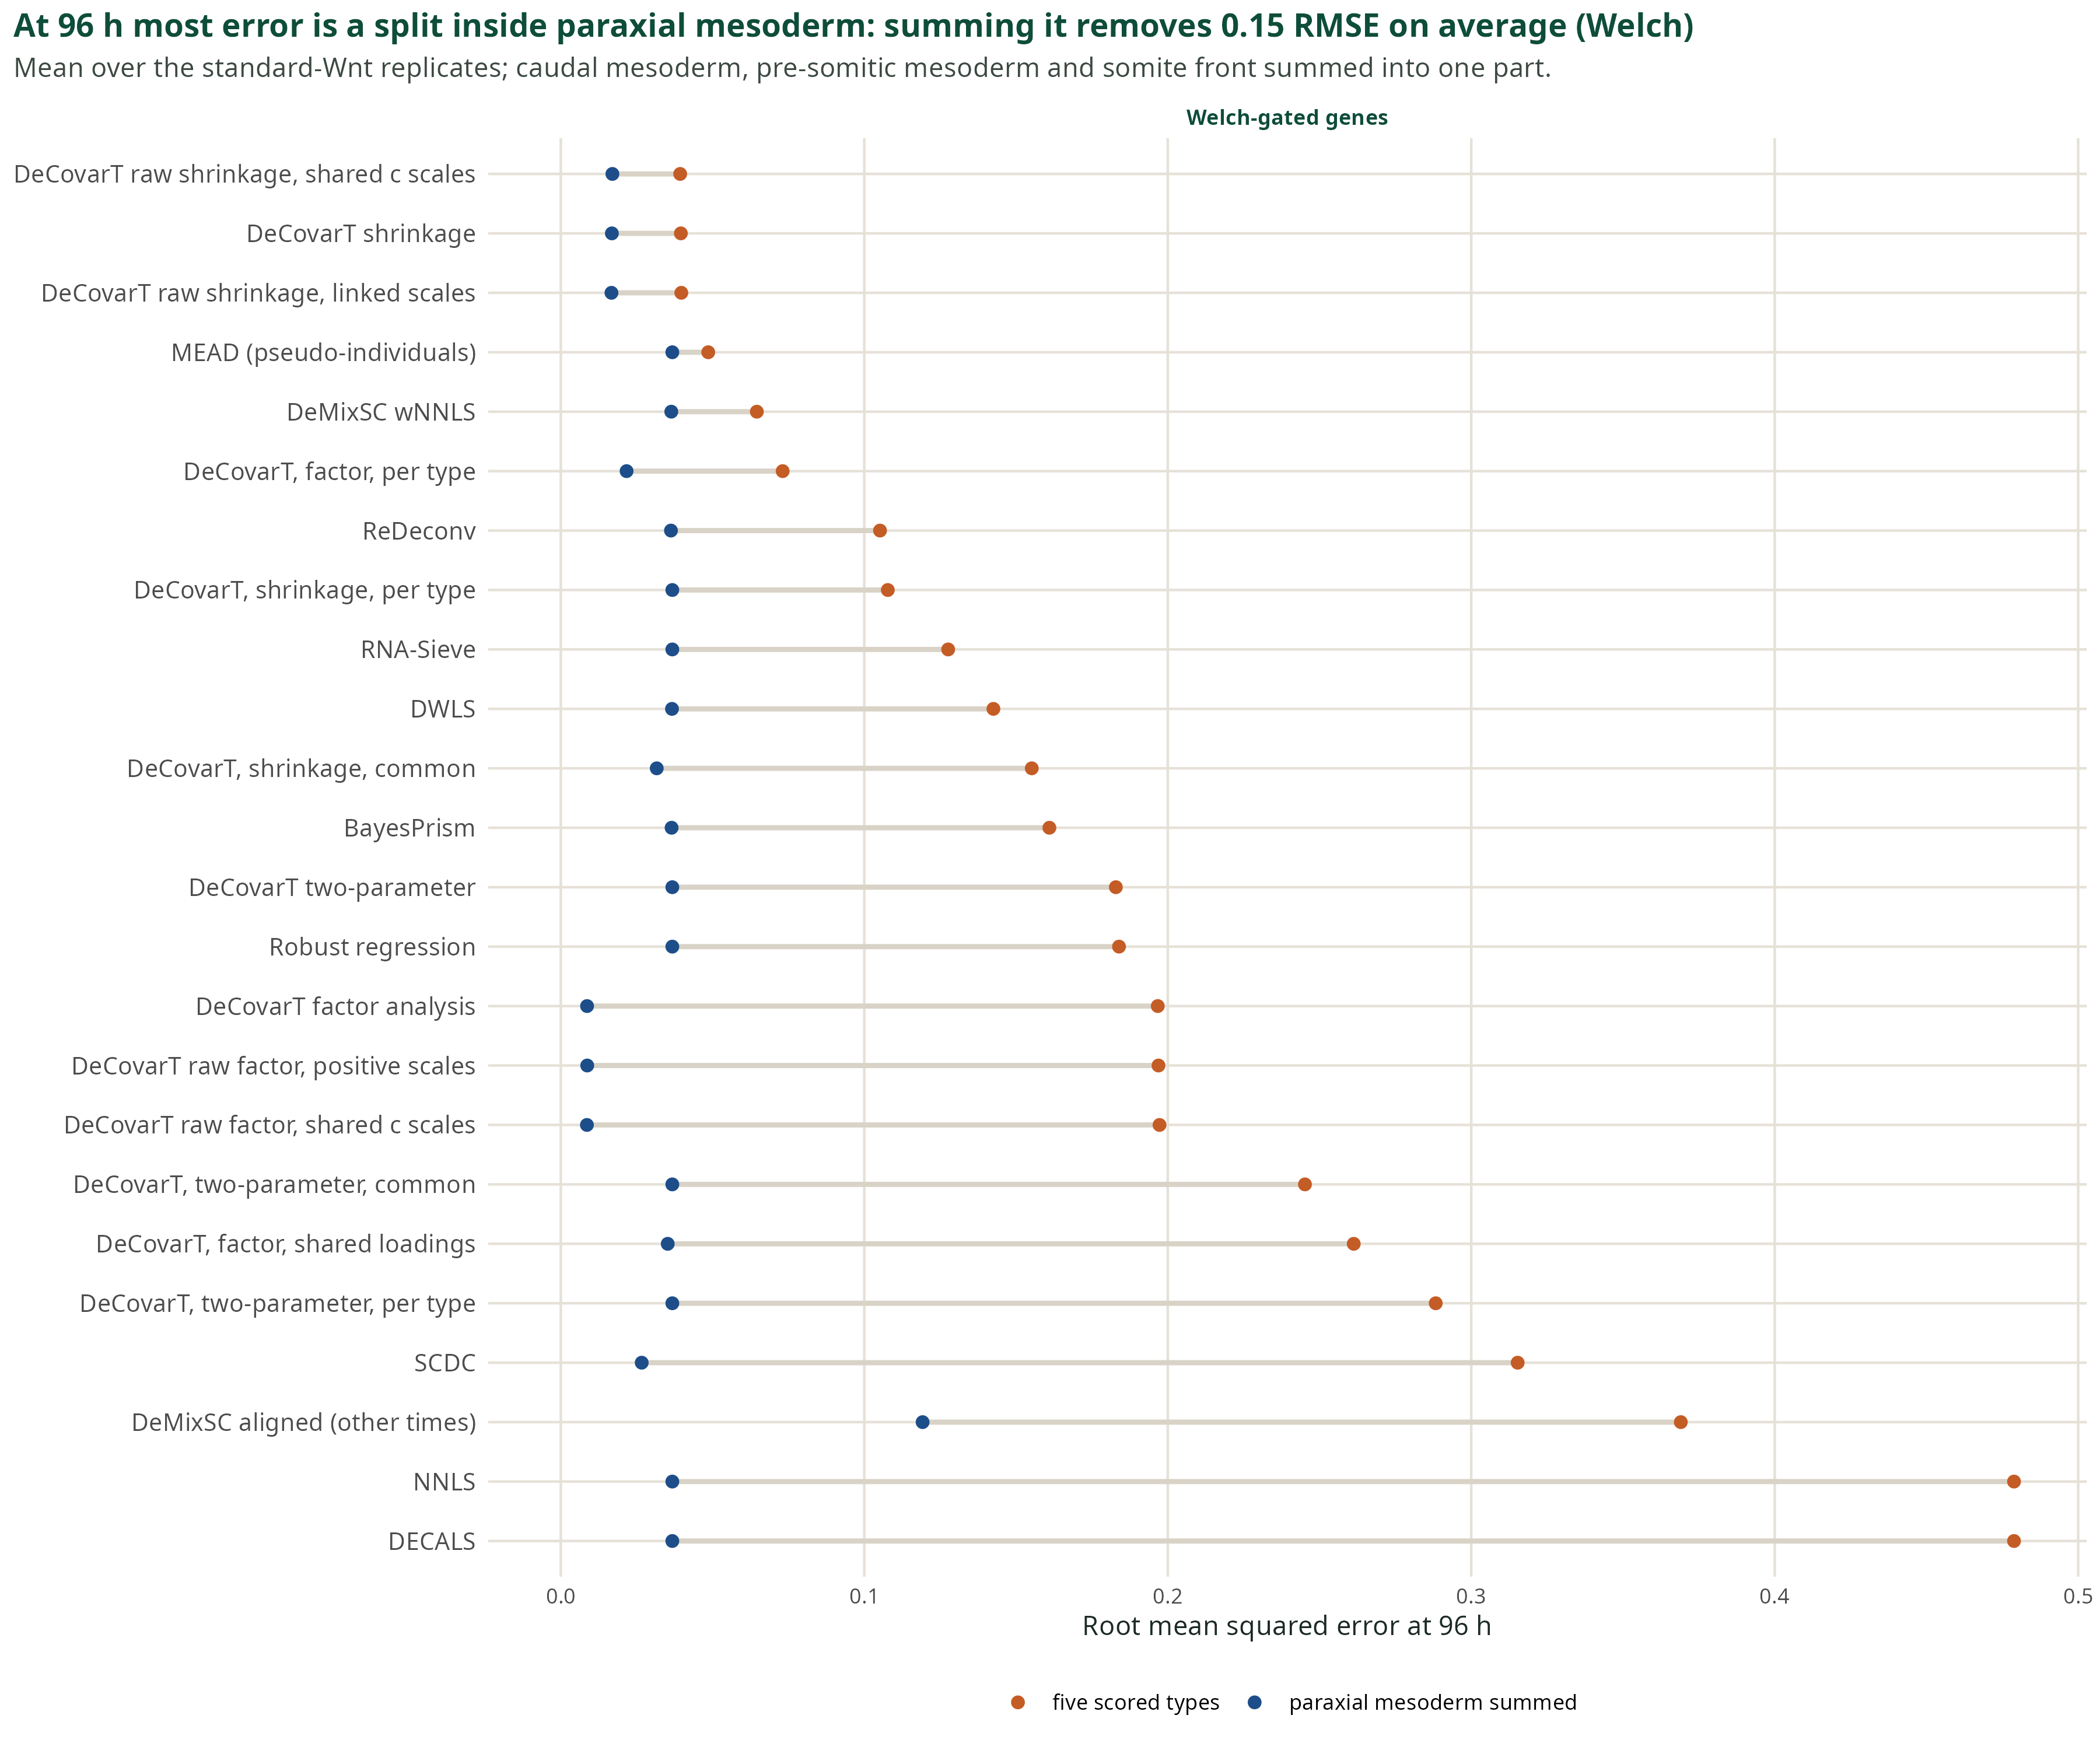 At 96 h most error is a split inside paraxial mesoderm: summing it removes 0.15 RMSE on average (Welch)
Mean over the standard-Wnt replicates; caudal mesoderm, pre-somitic mesoderm and somite front summed into one part.
Welch-gated genes
DeCovarT raw shrinkage, shared c scales
DeCovarT shrinkage
DeCovarT raw shrinkage, linked scales
MEAD (pseudo-individuals)
DeMixSC wNNLS
DeCovarT, factor, per type
ReDeconv
DeCovarT, shrinkage, per type
RNA-Sieve
DWLS
DeCovarT, shrinkage, common
BayesPrism
DeCovarT two-parameter
Robust regression
DeCovarT factor analysis
DeCovarT raw factor, positive scales
DeCovarT raw factor, shared c scales
DeCovarT, two-parameter, common
DeCovarT, factor, shared loadings
DeCovarT, two-parameter, per type
SCDC
DeMixSC aligned (other times)
NNLS
DECALS
0.0 0.1 0.2 0.3 0.4 0.5
Root mean squared error at 96 h
five scored types paraxial mesoderm summed